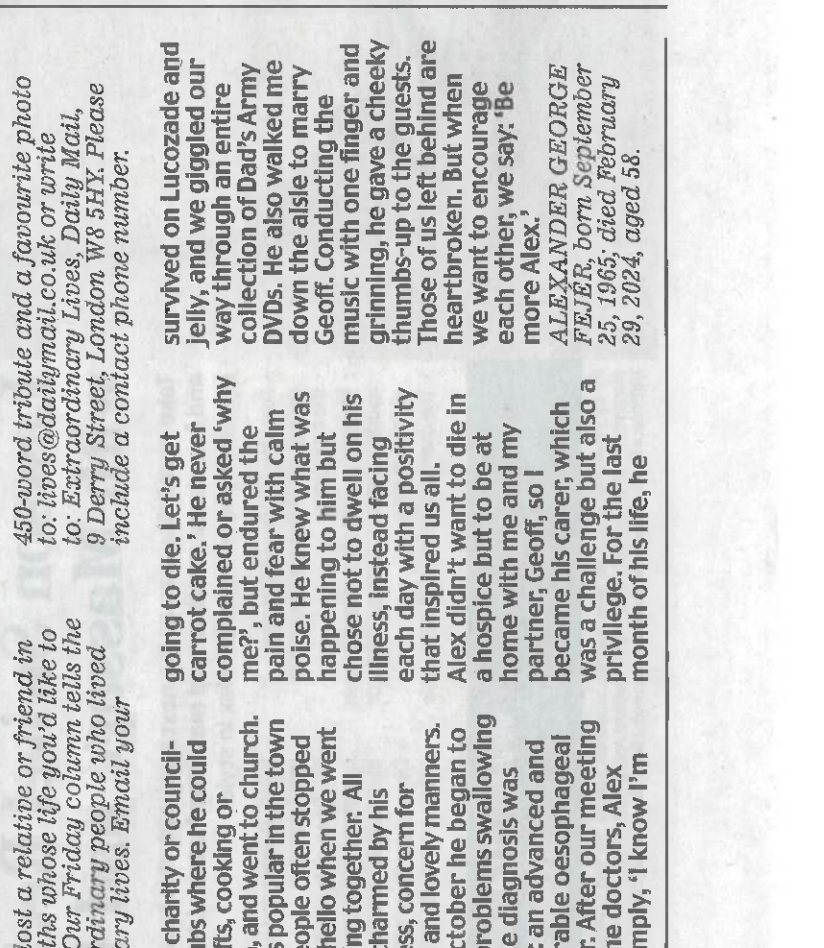 a relative or friend in
whose life you'd like to
Our Friday column tells the
people who lived
lives. Email your
450-word tribute and a favourite photo
to: lives@dailymail.co.uk or write
to: Extraordinary Lives, Daily Mail,
9 Derry Street, London W8 5HY. Please
include a contact phone number.
charity or council-
where he could
cooking or
and went to church.
popular in the town
often stopped
hello when we went
together. All
charmed by his
concern for
and lovely manners.
he began to
problems swallowing
diagnosis was
an advanced and
oesophageal
After our meeting
doctors, Alex
‘I know I’m
going to die. Let’s get
carrot cake.’ He never
complained or asked ‘why
me?’, but endured the
pain and fear with calm
poise. He knew what was
happening to him but
chose not to dwell on his
illness, instead facing
each day with a positivity
that inspired us all.
Alex didn’t want to die in
a hospice but to be at
home with me and my
partner, Geoff, so I
became his carer, which
was a challenge but also a
privilege. For the last
month of his life, he
survived on Lucozade and
jelly, and we giggled our
way through an entire
collection of Dad’s Army
DVDs. He also walked me
down the aisle to marry
Geoff. Conducting the
music with one finger and
grinning, he gave a cheeky
thumbs-up to the guests.
Those of us left behind are
heartbroken. But when
we want to encourage
each other, we say: ‘Be
more Alex.’
ALEXANDER GEORGE
FEJER, born September
25, 1965, died February
29, 2024, aged 58.